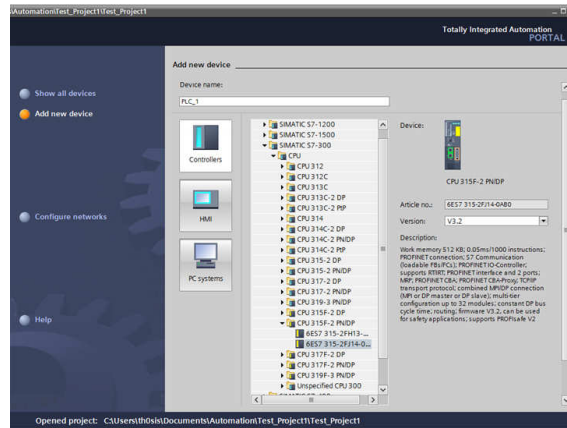 \Automation\Test_Project1\Test_Project1
Totally Integrated Automation
PORTAL
Show all devices
Add new device
Configure networks
Help
Add new device
Device name:
PLC_1
Controllers
HMI
PC systems
SIMATIC S7-1200
SIMATIC S7-1500
SIMATIC S7-300
CPU
CPU 312
CPU 312C
CPU 313C
CPU 313C-2 DP
CPU 313C-2 PtP
CPU 314
CPU 314C-2 DP
CPU 314C-2 PN/DP
CPU 314C-2 PtP
CPU 315-2 DP
CPU 315-2 PN/DP
CPU 317-2 DP
CPU 317-2 PN/DP
CPU 319-3 PN/DP
CPU 315F-2 DP
CPU 315F-2 PN/DP
6ES7 315-2FH13-...
6ES7 315-2FJ14-0...
CPU 317F-2 DP
CPU 317F-2 PN/DP
CPU 319F-3 PN/DP
Unspecified CPU 300
Device:
CPU 315F-2 PN/DP
Article no.: 6ES7 315-2FJ14-0AB0
Version: V3.2
Description:
Work memory 512 KB; 0.05ms/1000 instructions;
PROFINET connection; S7 Communication
(loadable FBs/FCs); PROFINET IO-Controller;
supports RT/IRT; PROFINET interface and 2 ports;
MRP; PROFINET CBA; PROFINET CBA-Proxy; TCP/IP
transport protocol; combined MPI/DP connection
(MPI or DP master or DP slave); multi-tier
configuration up to 32 modules; constant DP bus
cycle time; routing; firmware V3.2, can be used
for safety applications; supports PROFIsafe V2
Opened project: C:\Users\th0sis\Documents\Automation\Test_Project1\Test_Project1